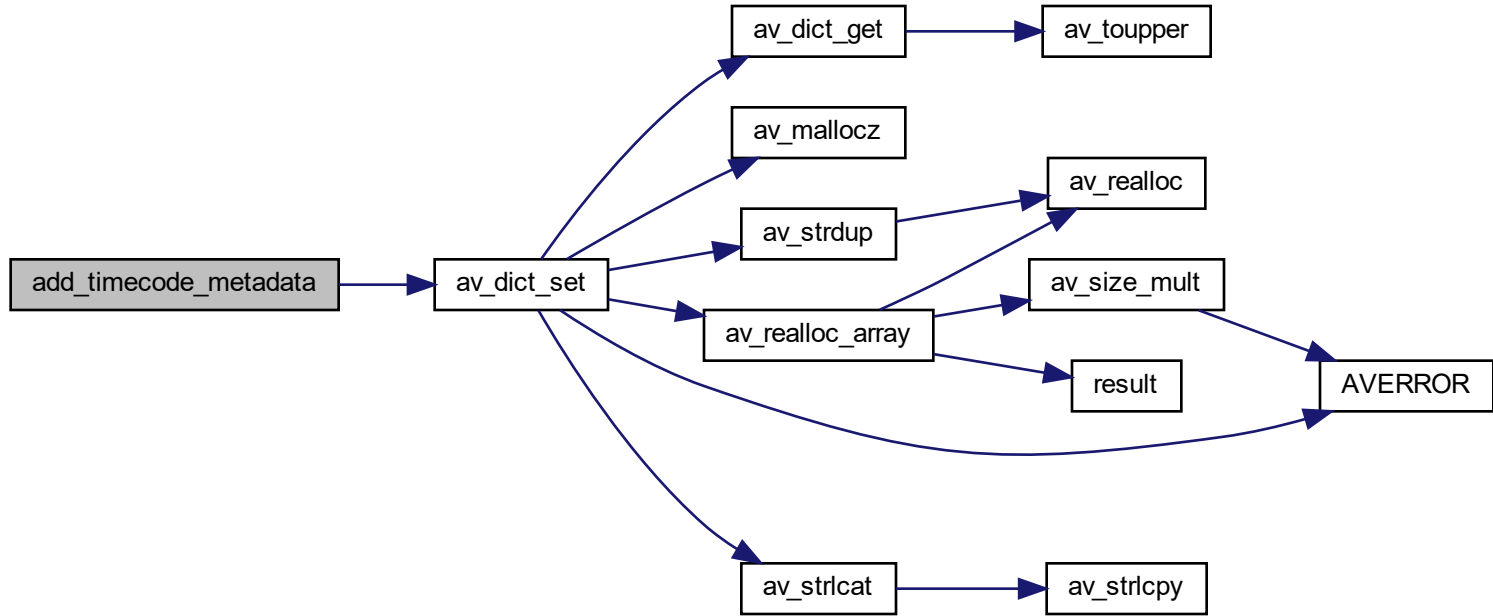 av_dict_get
av_toupper
av_mallocz
av_realloc
av_strdup
add_timecode_metadata
av_dict_set
av_size_mult
av_realloc_array
result
AVERROR
av_strlcat
av_strlcpy